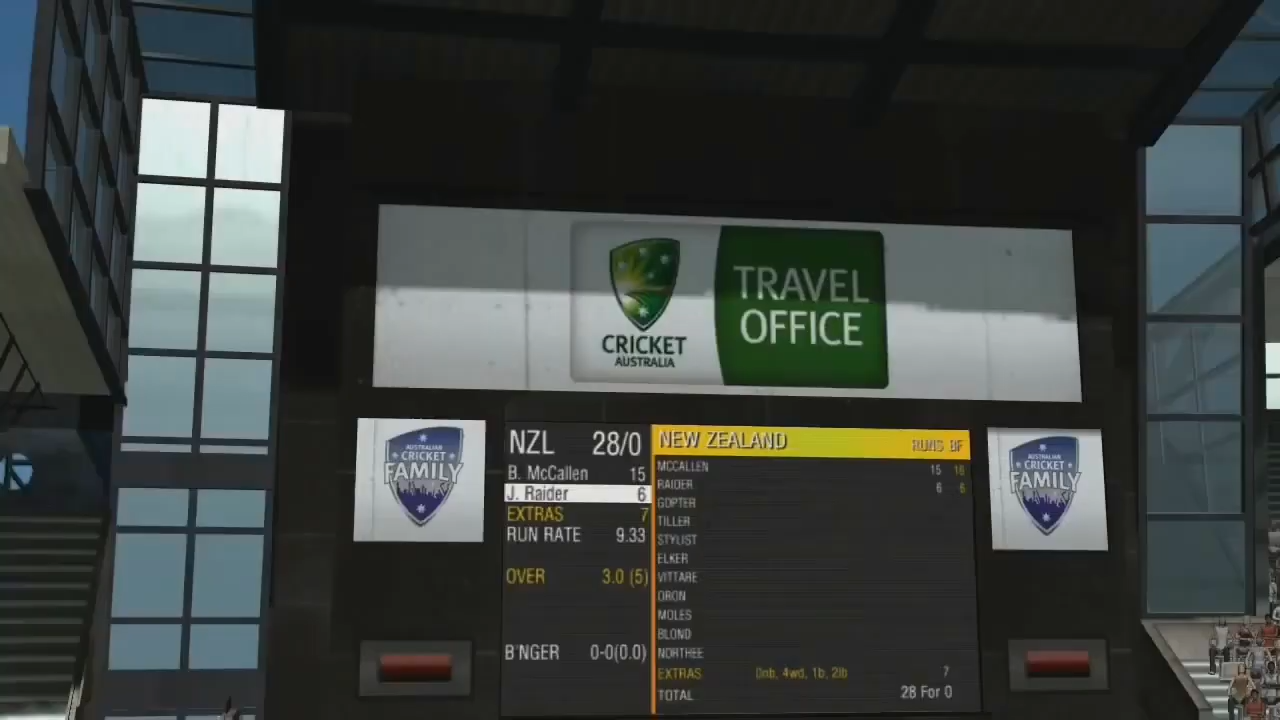 TRAVEL
OFFICE
CRICKET
AUSTRALIA
AUSTRALIAN
CRICKET
FAMILY
NZL 28/0
B. McCallen 15
J. Raider 6
EXTRAS 7
RUN RATE 9.33
OVER 3.0 (5)
B'NGER 0-0(0.0)
NEW ZEALAND RUNS BF
MCCALLEN 15 16
RAIDER 6 6
GOPTER
TILLER
STYLIST
ELKER
VITTARE
ORON
MOLES
BLOND
NORTHEE
EXTRAS 0nb, 4wd, 1b, 2lb 7
TOTAL 28 For 0
AUSTRALIAN
CRICKET
FAMILY